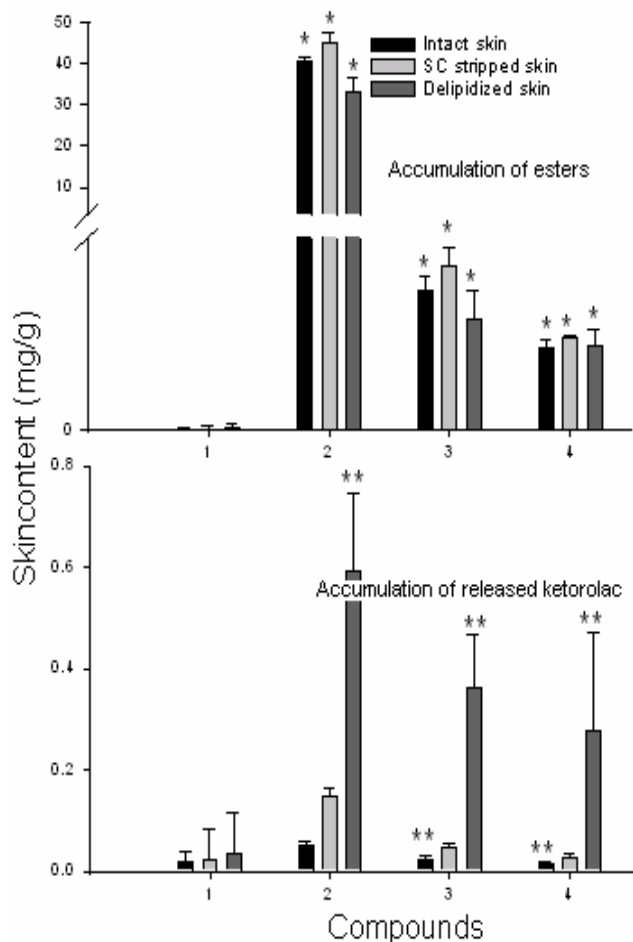 50
40
30
20
10
0
* * *
Intact skin
SC stripped skin
Delipidized skin
Accumulation of esters
* * *
* * *
1 2 3 4
Skincontent (mg/g)
0.8
0.6
0.4
0.2
0.0
**
Accumulation of released ketorolac
** **
** **
1 2 3 4
Compounds